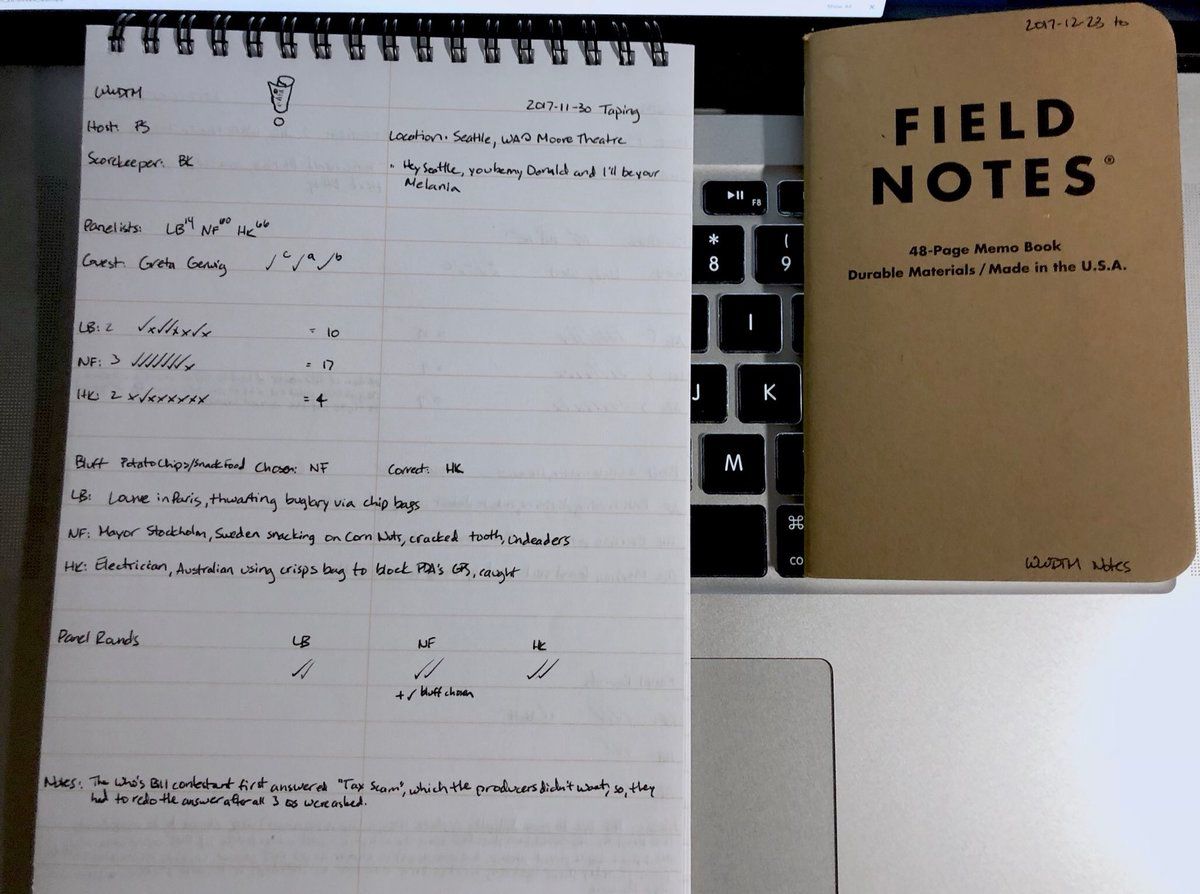 Show All
WWDTM
2017-11-30 Taping
Host: PS
Location: Seattle, WA Moore Theatre
Scorekeeper: BK
"Hey Seattle, you be my Donald and I'll be your
Melania
Panelists: LB NF HK
Guest: Greta Gerwig ✓c ✓a ✓b
LB: 2 ✓x✓✓xx✓x = 10
NF: 3 ✓✓✓✓✓✓✓x = 17
HK: 2 x✓xxxxxx = 4
Bluff Potato Chips/Snack Food Chosen: NF Correct: HK
LB: Louvre in Paris, thwarting buglary via chip bags
NF: Mayor Stockholm, Sweden snacking on Corn Nuts, cracked tooth,
HK: Electrician, Australian using crisps bag to block PDA's GPS, caught
Panel Rounds LB NF HK
✓✓ ✓✓ ✓✓
+✓ bluff chosen
Notes: The Who's Bill contestant first answered "Tax Scam", which the producers didn't want, so, they
had to redo the answer after all 3 Qs were asked.
2017-12-23 to
FIELD
NOTES®
48-Page Memo Book
Durable Materials / Made in the U.S.A.
WWDTM Notes
F8
*
8
(
9
I
J
K
M
⌘
co